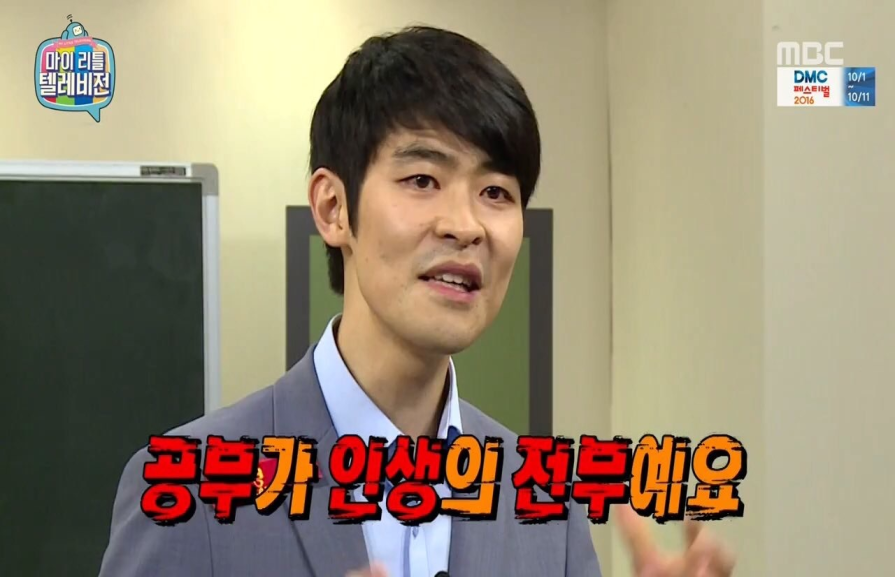 마이 리틀
텔레비전
MBC
DMC
페스티벌
2016
10/1
~
10/11
공부가 인생의 전부예요